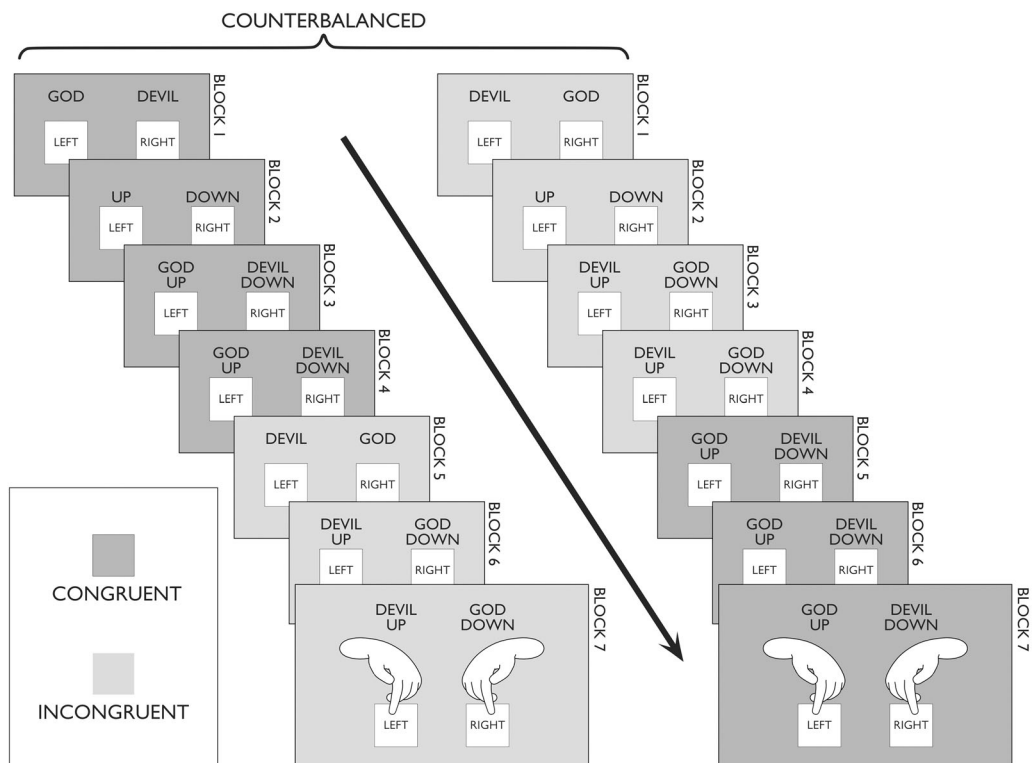 COUNTERBALANCED
GOD DEVIL
LEFT RIGHT
BLOCK 1
UP DOWN
LEFT RIGHT
BLOCK 2
GOD UP DEVIL DOWN
LEFT RIGHT
BLOCK 3
GOD UP DEVIL DOWN
LEFT RIGHT
BLOCK 4
DEVIL GOD
LEFT RIGHT
BLOCK 5
DEVIL UP GOD DOWN
LEFT RIGHT
BLOCK 6
DEVIL UP GOD DOWN
LEFT RIGHT
BLOCK 7
DEVIL GOD
LEFT RIGHT
BLOCK 1
UP DOWN
LEFT RIGHT
BLOCK 2
DEVIL UP GOD DOWN
LEFT RIGHT
BLOCK 3
DEVIL UP GOD DOWN
LEFT RIGHT
BLOCK 4
GOD UP DEVIL DOWN
LEFT RIGHT
BLOCK 5
GOD UP DEVIL DOWN
LEFT RIGHT
BLOCK 6
GOD UP DEVIL DOWN
LEFT RIGHT
BLOCK 7
CONGRUENT
INCONGRUENT